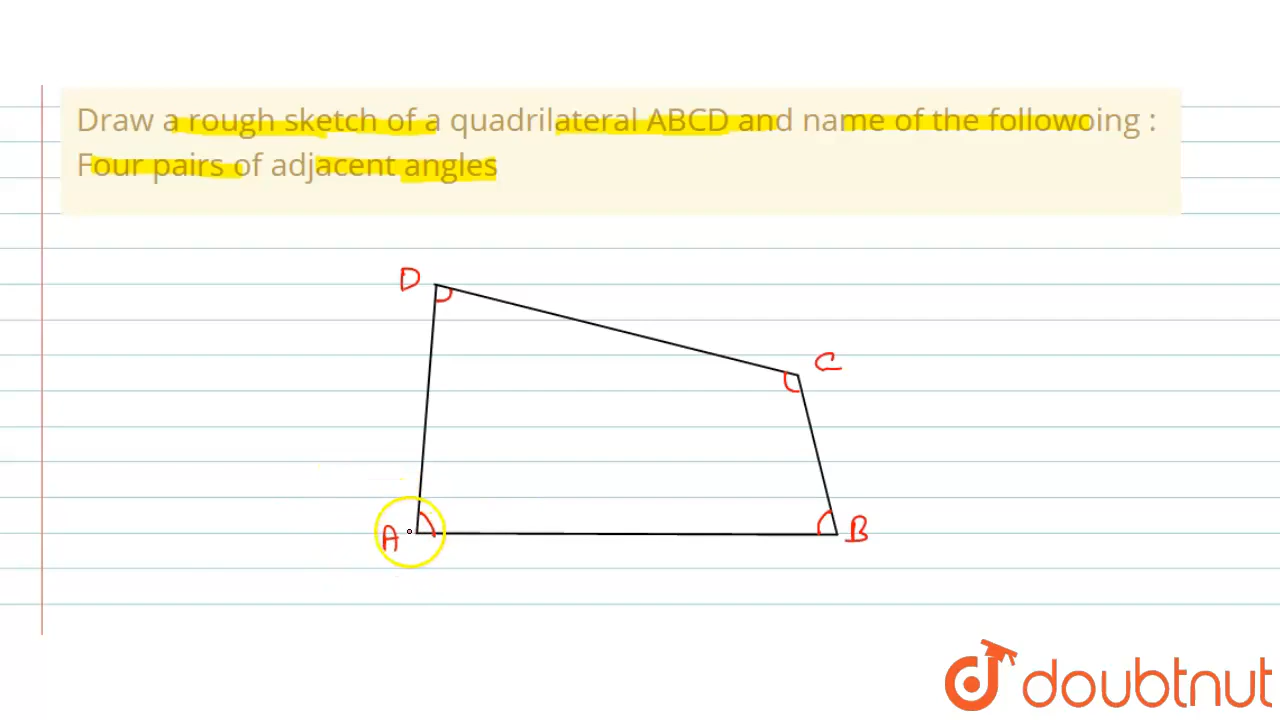 Draw a rough sketch of a quadrilateral ABCD and name of the followoing :
Four pairs of adjacent angles
D
C
A
B
doubtnut